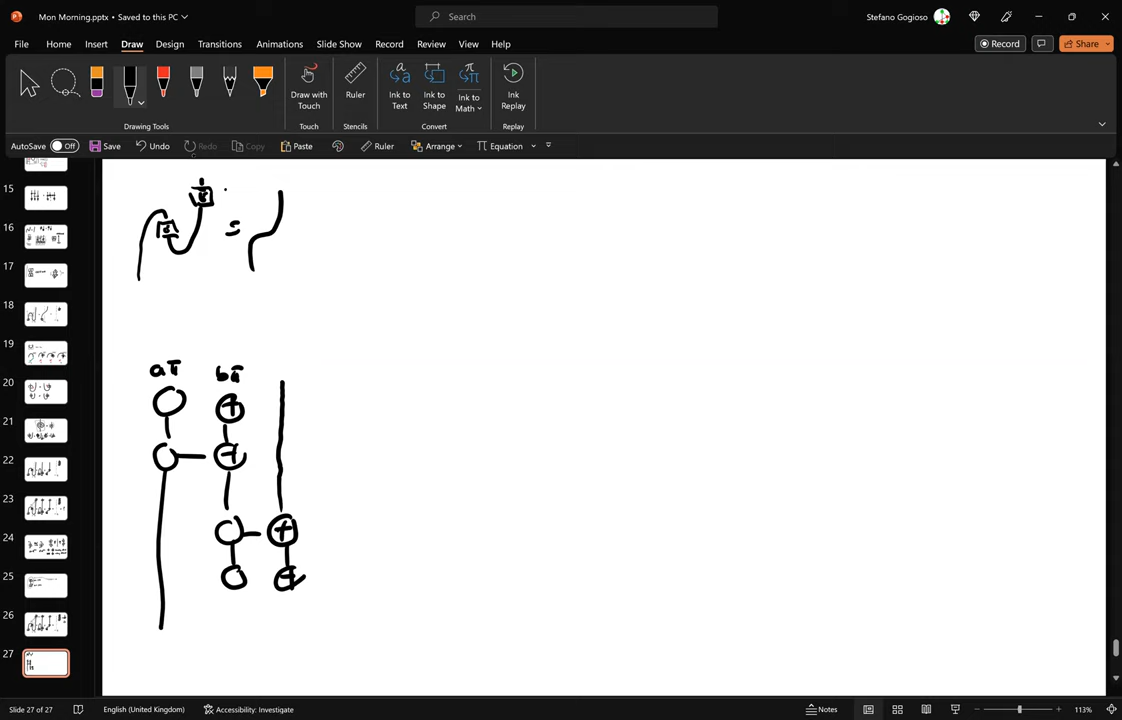 Mon Morning.pptx • Saved to this PC
Search
Stefano Gogioso
File Home Insert Draw Design Transitions Animations Slide Show Record Review View Help
Record
Share
Draw with Touch
Ruler
Ink to Text
Ink to Shape
Ink to Math
Ink Replay
Drawing Tools
Touch
Stencils
Convert
Replay
AutoSave Off Save Undo Redo Copy Paste Ruler Arrange Equation
15
16
17
18
19
20
21
22
23
24
25
26
27
=
aπ bπ
+
+
+
+
Slide 27 of 27
English (United Kingdom)
Accessibility: Investigate
Notes
113%